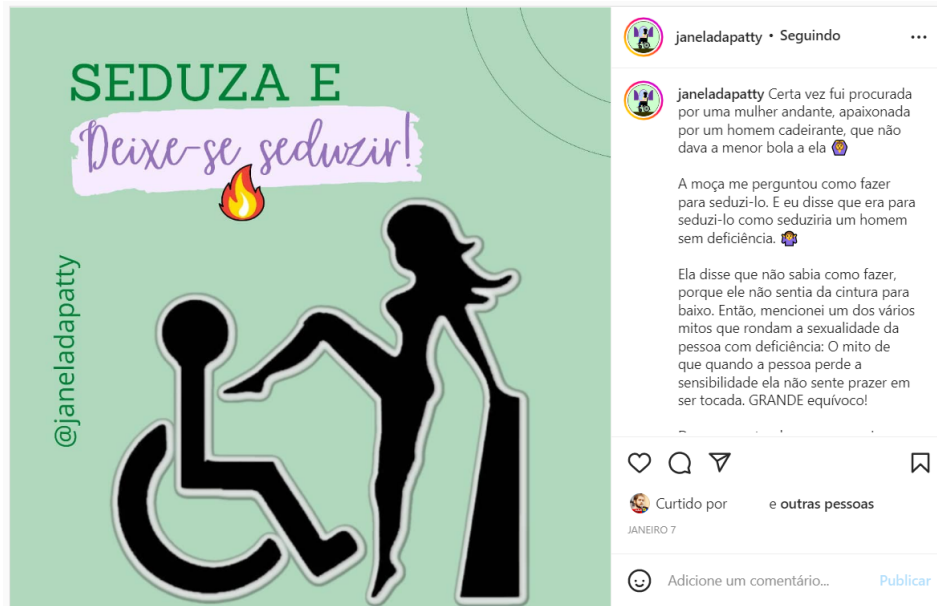 SEDUZA E
Deixe-se seduzir!
@janeladapatty
janeladapatty • Seguindo
janeladapatty Certa vez fui procurada
por uma mulher andante, apaixonada
por um homem cadeirante, que não
dava a menor bola a ela
A moça me perguntou como fazer
para seduzi-lo. E eu disse que era para
seduzi-lo como seduziria um homem
sem deficiência.
Ela disse que não sabia como fazer,
porque ele não sentia da cintura para
baixo. Então, mencionei um dos vários
mitos que rondam a sexualidade da
pessoa com deficiência: O mito de
que quando a pessoa perde a
sensibilidade ela não sente prazer em
ser tocada. GRANDE equívoco!
Curtido por e outras pessoas
JANEIRO 7
Adicione um comentário... Publicar